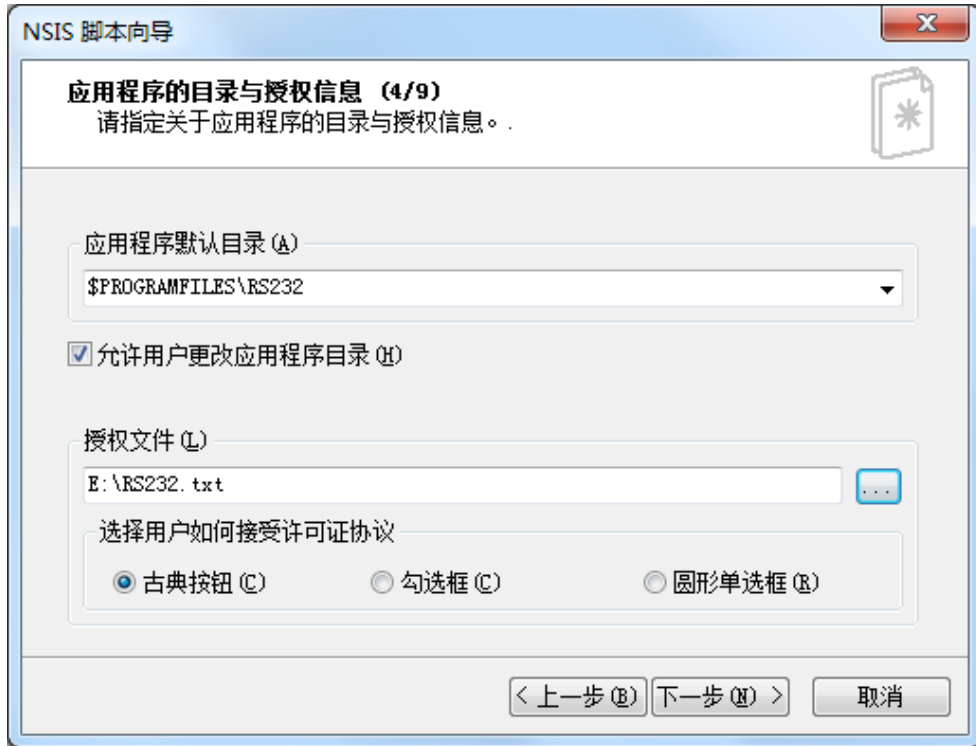 NSIS 脚本向导
应用程序的目录与授权信息 (4/9)
请指定关于应用程序的目录与授权信息。.
应用程序默认目录(A)
$PROGRAMFILES\RS232
允许用户更改应用程序目录(H)
授权文件(L)
E:\RS232.txt
...
选择用户如何接受许可证协议
古典按钮(C) 勾选框(C) 圆形单选框(R)
< 上一步(B) 下一步(N) > 取消